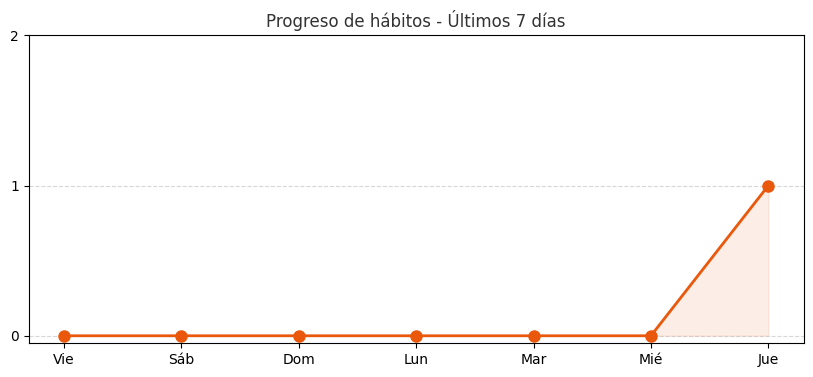 Progreso de hábitos - Últimos 7 días
2
1
0
Vie Sáb Dom Lun Mar Mié Jue